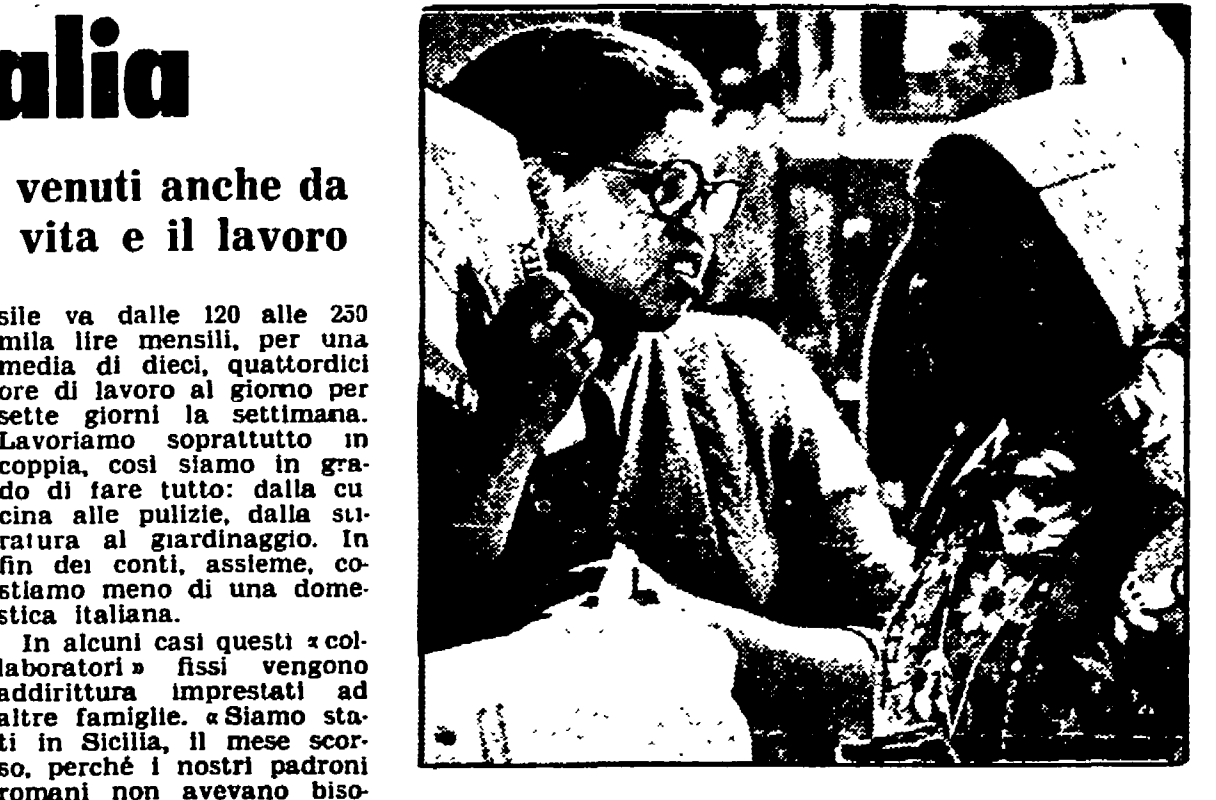 alia
venuti anche da
vita e il lavoro
sile va dalle 120 alle 250
mila lire mensili, per una
media di dieci, quattordici
ore di lavoro al giorno per
sette giorni la settimana.
Lavoriamo soprattutto in
coppia, così siamo in gra-
do di fare tutto: dalla cu
cina alle pulizie, dalla sti-
ratura al giardinaggio. In
fin dei conti, assieme, co-
stiamo meno di una dome-
stica italiana.
In alcuni casi questi «col-
laboratori» fissi vengono
addirittura imprestati ad
altre famiglie. «Siamo sta-
ti in Sicilia, il mese scor-
so, perché i nostri padroni
romani non avevano biso-